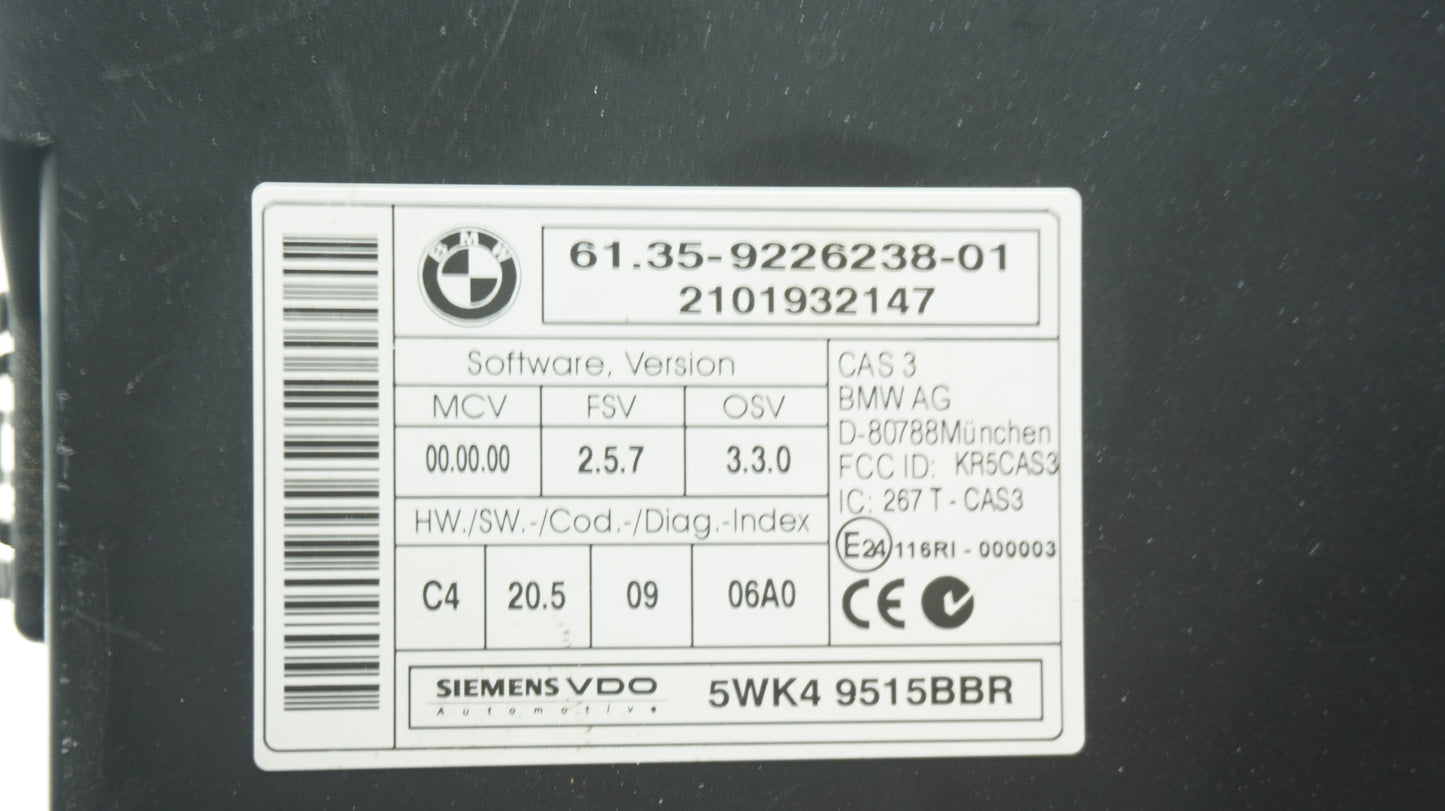 BMW
61.35-9226238-01
2101932147
Software, Version
MCV FSV OSV
00.00.00 2.5.7 3.3.0
HW./SW.-/Cod.-/Diag.-Index
C4 20.5 09 06A0
CAS 3
BMW AG
D-80788München
FCC ID: KR5CAS3
IC: 267 T - CAS3
E24 116RI - 000003
CE
SIEMENS VDO
Automotive
5WK4 9515BBR